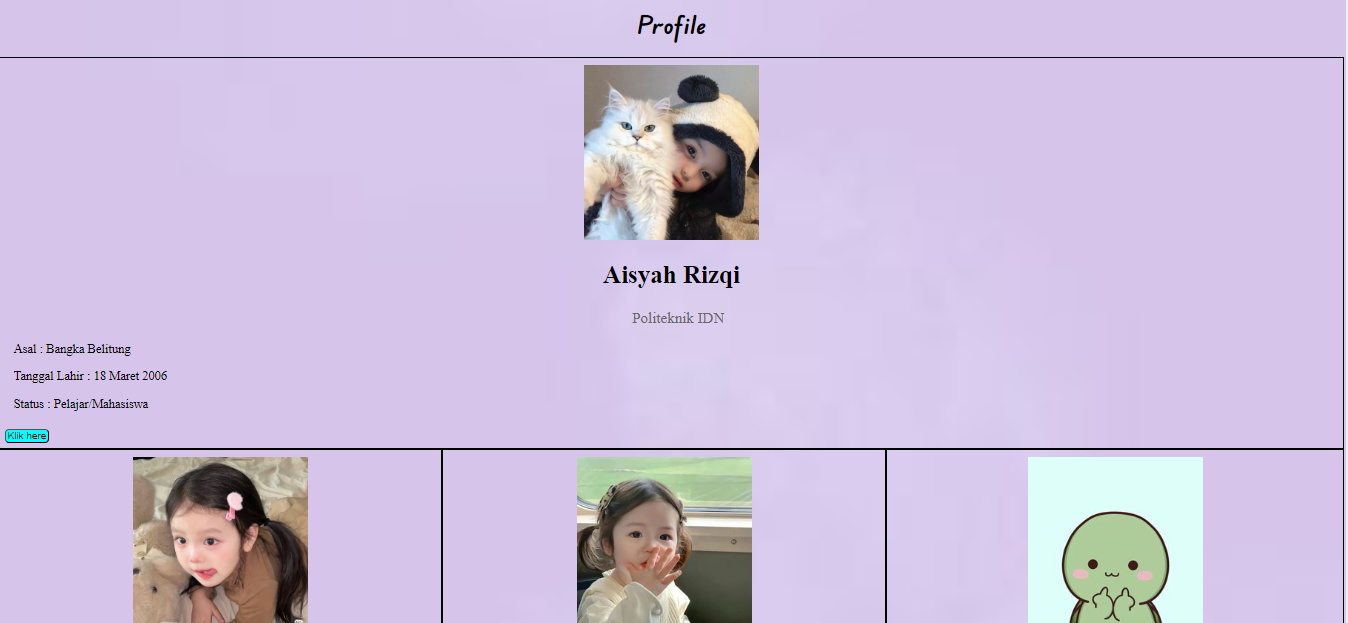 Profile
Aisyah Rizqi
Politeknik IDN
Asal : Bangka Belitung
Tanggal Lahir : 18 Maret 2006
Status : Pelajar/Mahasiswa
Klik here